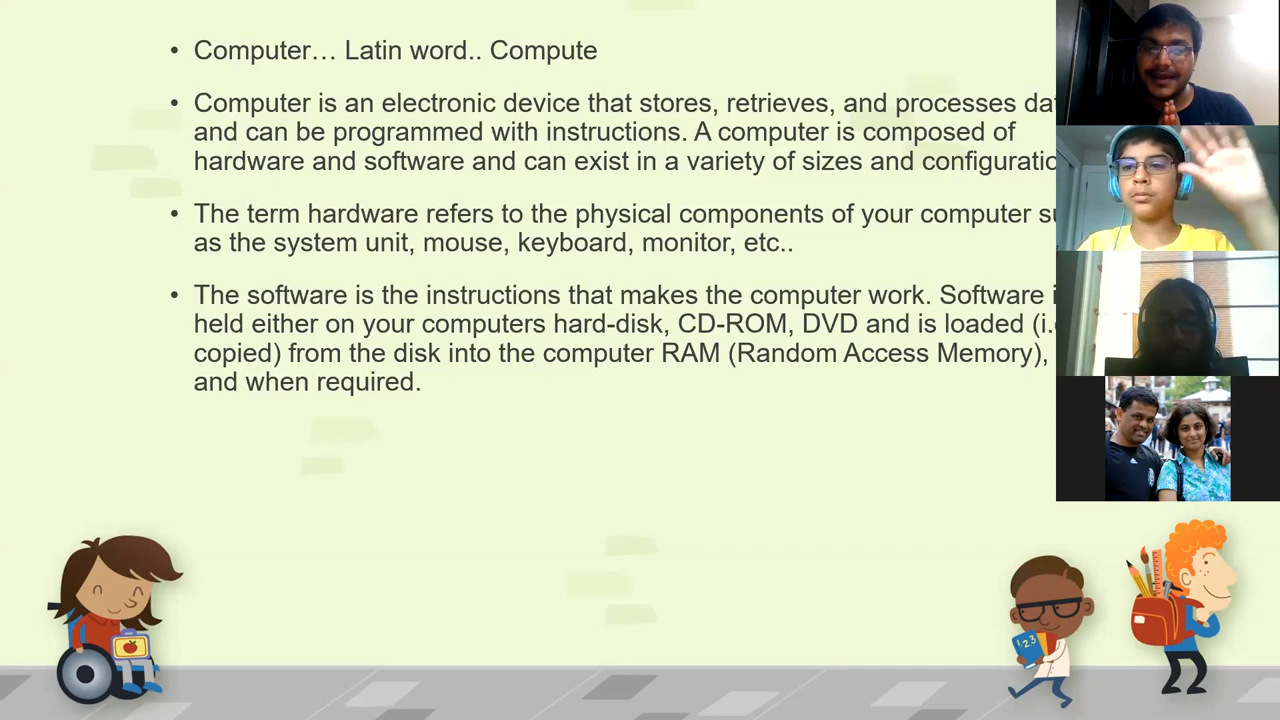 • Computer… Latin word.. Compute
• Computer is an electronic device that stores, retrieves, and processes
and can be programmed with instructions. A computer is composed of
hardware and software and can exist in a variety of sizes and
• The term hardware refers to the physical components of your computer
as the system unit, mouse, keyboard, monitor, etc..
• The software is the instructions that makes the computer work. Software
held either on your computers hard-disk, CD-ROM, DVD and is loaded
copied) from the disk into the computer RAM (Random Access Memory),
and when required.
1 2 3